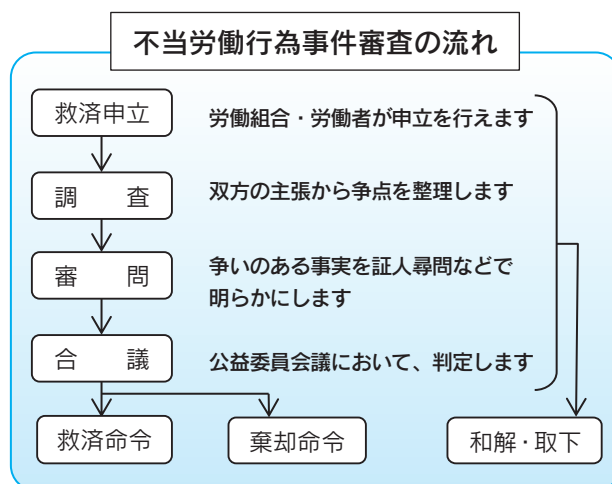 不当労働行為事件審査の流れ
救済申立
労働組合・労働者が申立を行えます
調　査
双方の主張から争点を整理します
審　問
争いのある事実を証人尋問などで
明らかにします
合　議
公益委員会議において、判定します
救済命令
棄却命令
和解・取下